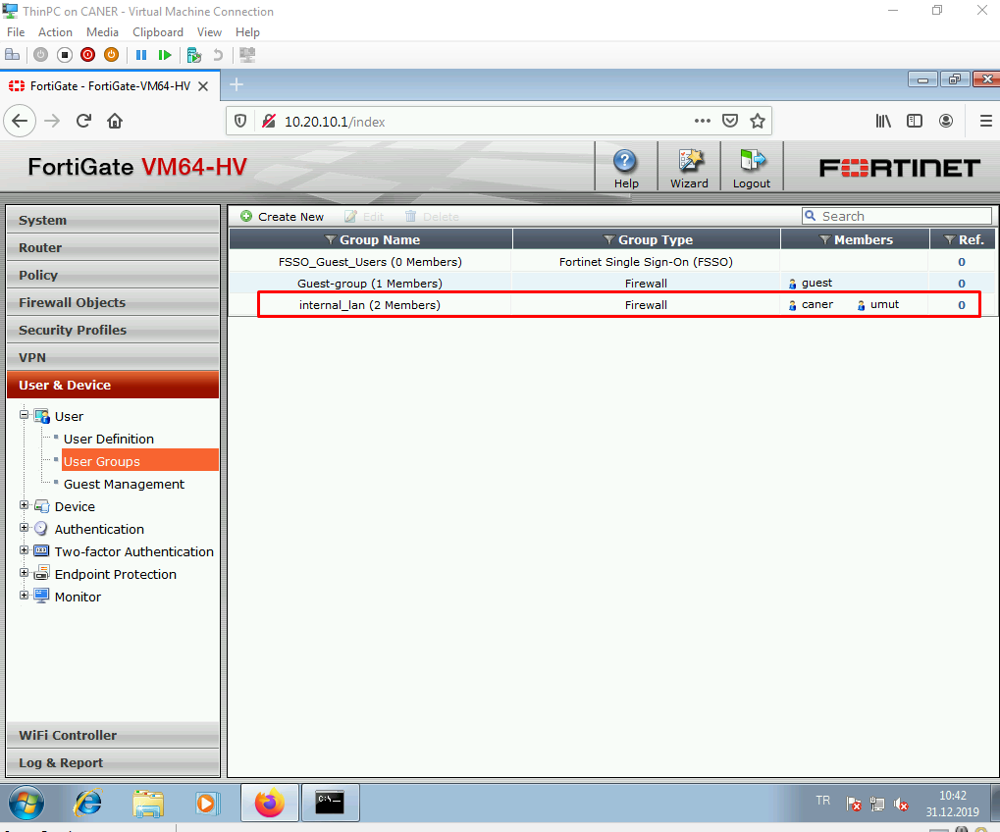 ThinPC on CANER - Virtual Machine Connection
File Action Media Clipboard View Help
FortiGate - FortiGate-VM64-HV
10.20.10.1/index
FortiGate VM64-HV
Help Wizard Logout
FORTINET
System
Router
Policy
Firewall Objects
Security Profiles
VPN
User & Device
User
User Definition
User Groups
Guest Management
Device
Authentication
Two-factor Authentication
Endpoint Protection
Monitor
WiFi Controller
Log & Report
Create New Edit Delete Search
Group Name Group Type Members Ref.
FSSO_Guest_Users (0 Members) Fortinet Single Sign-On (FSSO) 0
Guest-group (1 Members) Firewall guest 0
internal_lan (2 Members) Firewall caner umut 0
C:\_
TR
10:42
31.12.2019